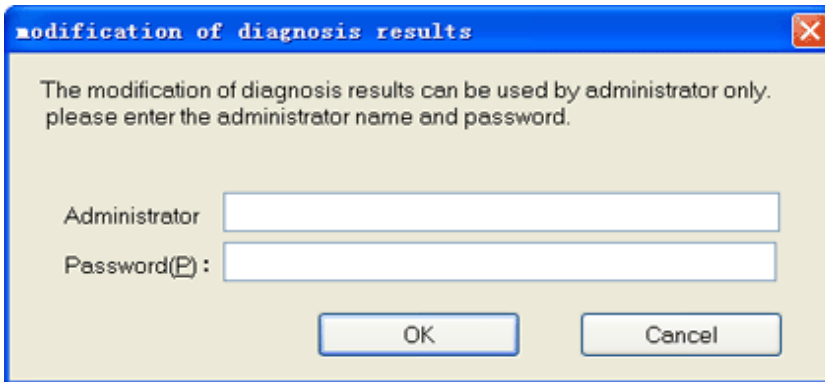 modification of diagnosis results
The modification of diagnosis results can be used by administrator only.
please enter the administrator name and password.
Administrator
Password(P) :
OK
Cancel